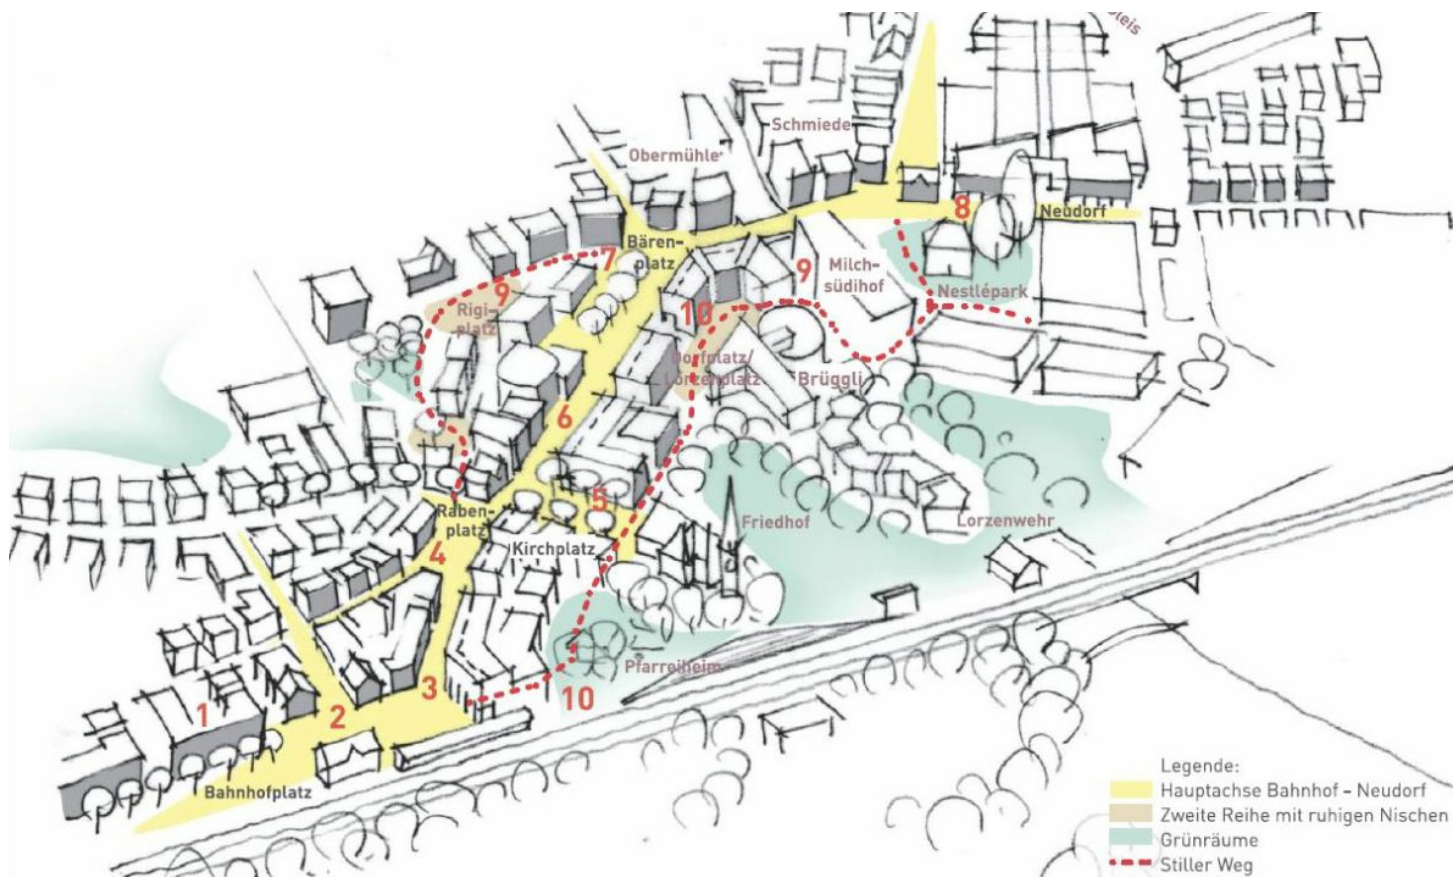 Schmiede
Obermühle
8
Neudorf
Bären-
platz
7
9
Milch-
südihof
9
Nestlépark
Rigi-
platz
10
Dorfplatz/
Lorzenplatz
Brüggli
6
5
Raben-
platz
Friedhof
Lorzenwehr
Kirchplatz
4
Pfarreiheim
3
10
1
2
Bahnhofplatz
Legende:
Hauptachse Bahnhof - Neudorf
Zweite Reihe mit ruhigen Nischen
Grünräume
Stiller Weg